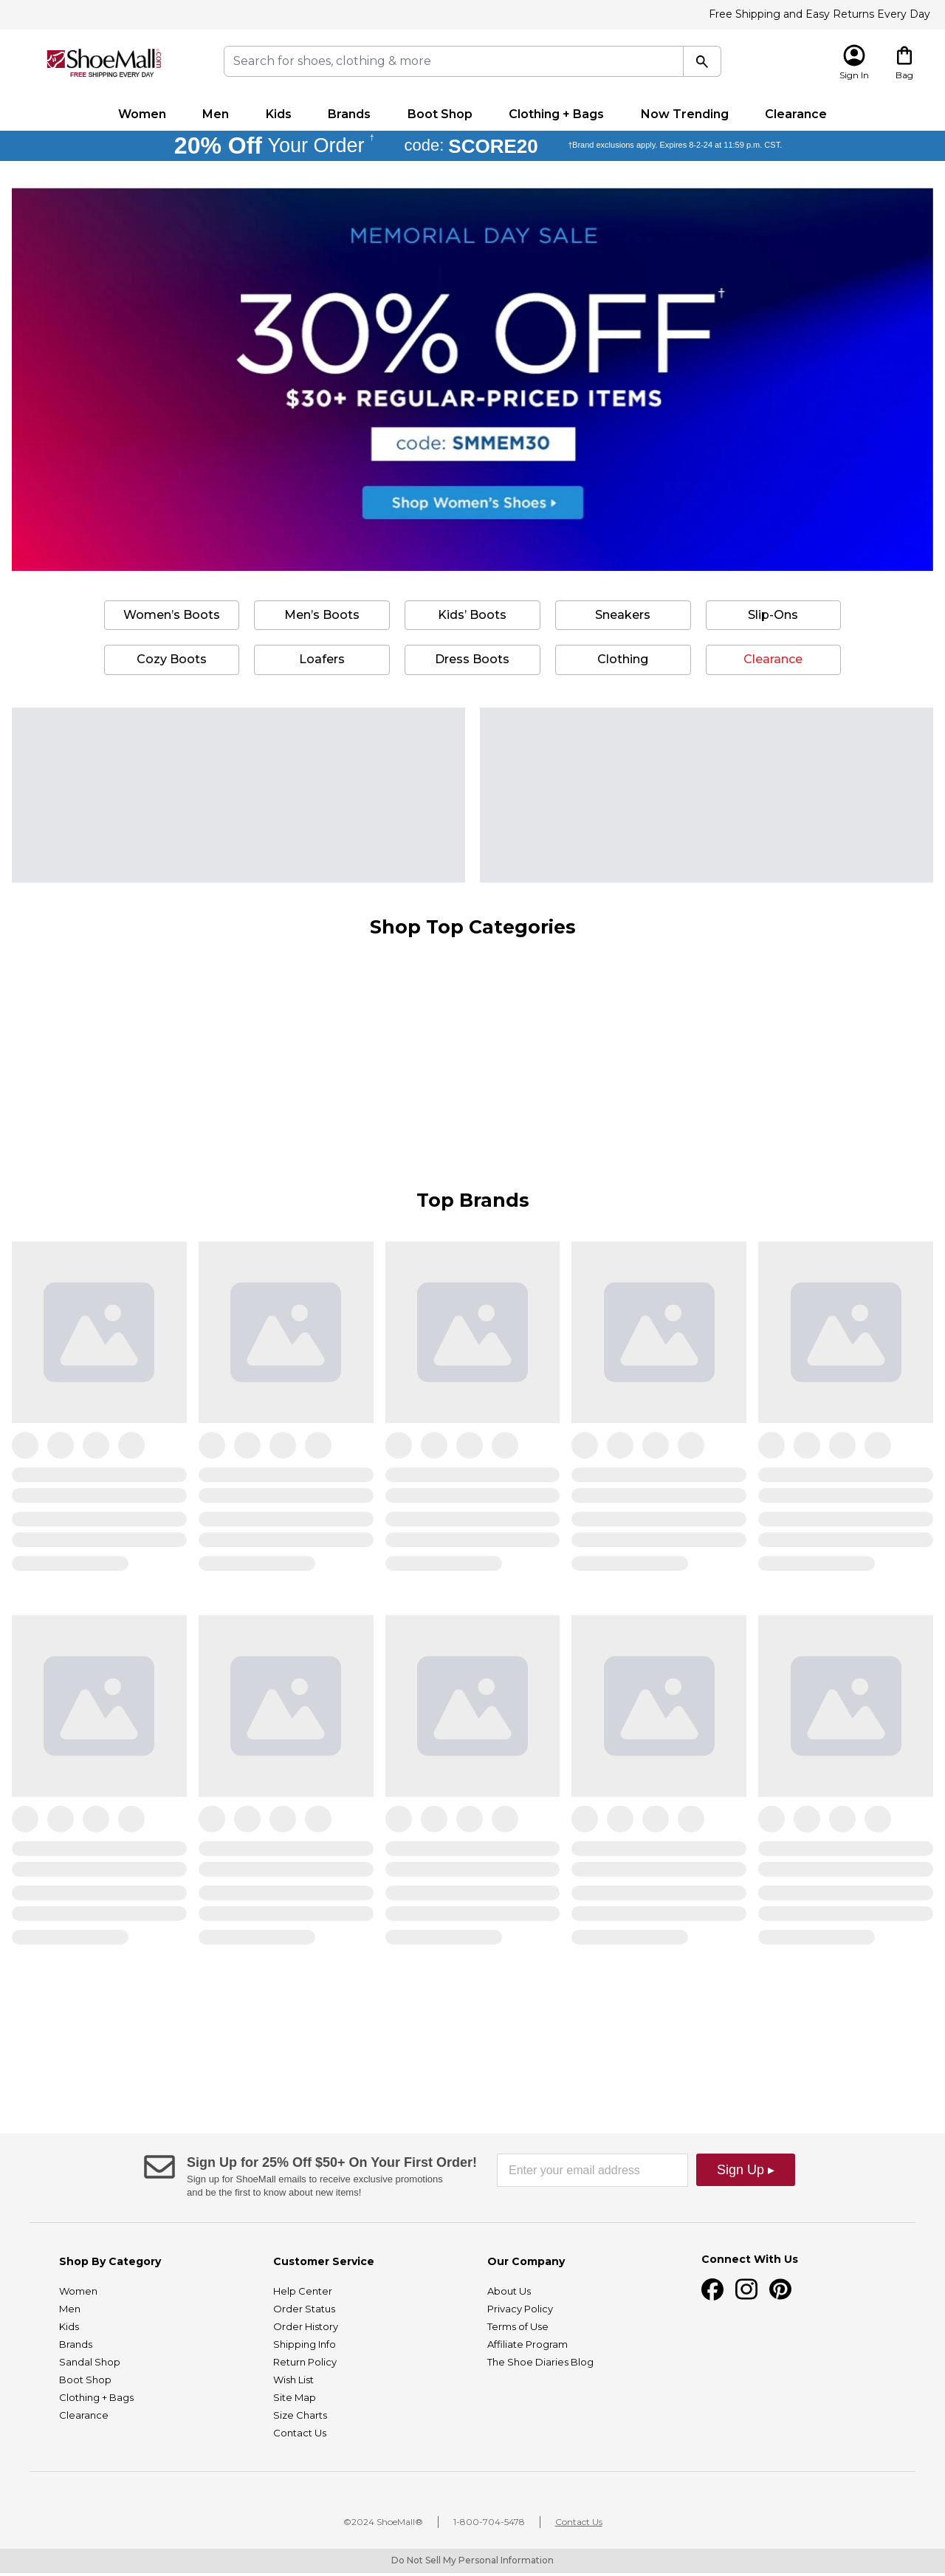 Free Shipping and Easy Returns Every Day
ShoeMall.com
FREE SHIPPING EVERY DAY
Search for shoes, clothing & more
Sign In
Bag
Women Men Kids Brands Boot Shop Clothing + Bags Now Trending Clearance
20% Off Your Order † code: SCORE20 †Brand exclusions apply. Expires 8-2-24 at 11:59 p.m. CST.
MEMORIAL DAY SALE
30% OFF†
$30+ REGULAR-PRICED ITEMS
code: SMMEM30
Shop Women's Shoes ▸
Women's Boots Men's Boots Kids' Boots Sneakers Slip-Ons
Cozy Boots Loafers Dress Boots Clothing Clearance
Shop Top Categories
Top Brands
Sign Up for 25% Off $50+ On Your First Order!
Sign up for ShoeMall emails to receive exclusive promotions
and be the first to know about new items!
Enter your email address
Sign Up ▸
Shop By Category
Women
Men
Kids
Brands
Sandal Shop
Boot Shop
Clothing + Bags
Clearance
Customer Service
Help Center
Order Status
Order History
Shipping Info
Return Policy
Wish List
Site Map
Size Charts
Contact Us
Our Company
About Us
Privacy Policy
Terms of Use
Affiliate Program
The Shoe Diaries Blog
Connect With Us
©2024 ShoeMall® 1-800-704-5478 Contact Us
Do Not Sell My Personal Information